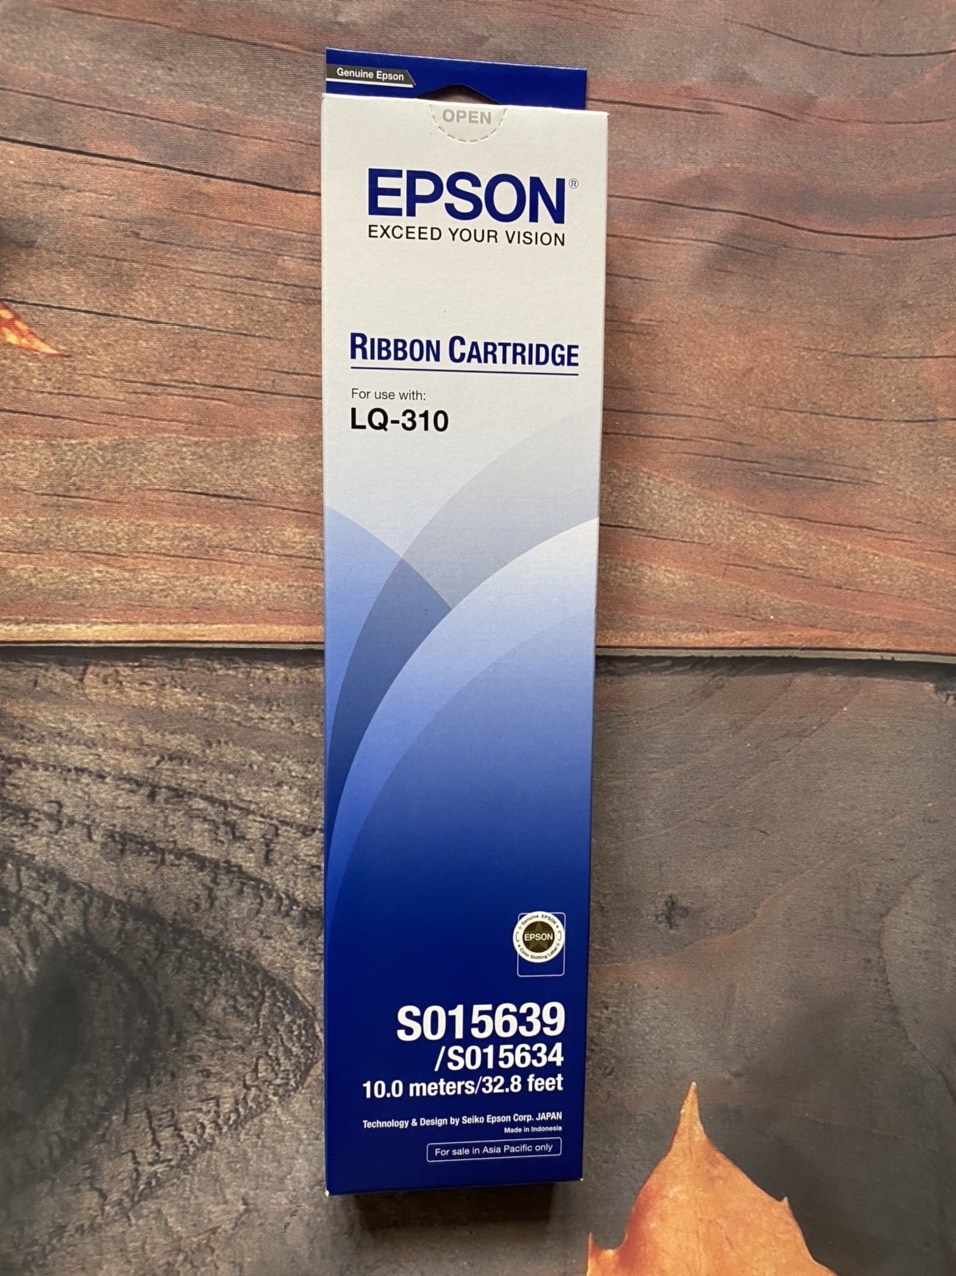 Genuine Epson
OPEN
EPSON®
EXCEED YOUR VISION
RIBBON CARTRIDGE
For use with:
LQ-310
Genuine EPSON
EPSON
S015639
/S015634
10.0 meters/32.8 feet
Technology & Design by Seiko Epson Corp. JAPAN
Made in Indonesia
For sale in Asia Pacific only